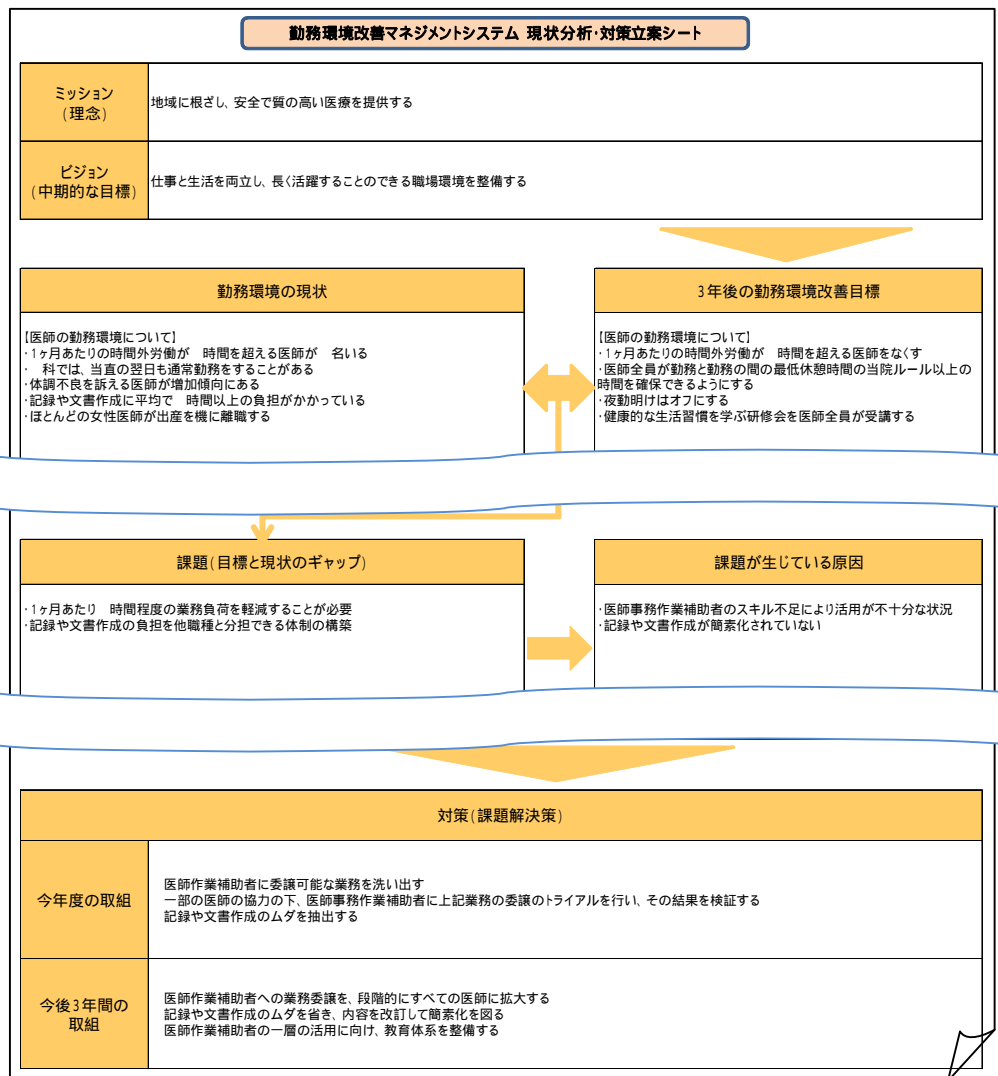 勤務環境改善マネジメントシステム 現状分析・対策立案シート
ミッション
(理念)
地域に根ざし、安全で質の高い医療を提供する
ビジョン
(中期的な目標)
仕事と生活を両立し、長く活躍することのできる職場環境を整備する
勤務環境の現状
【医師の勤務環境について】
・1ヶ月あたりの時間外労働が　時間を超える医師が　名いる
・　科では、当直の翌日も通常勤務をすることがある
・体調不良を訴える医師が増加傾向にある
・記録や文書作成に平均で　時間以上の負担がかかっている
・ほとんどの女性医師が出産を機に離職する
3年後の勤務環境改善目標
【医師の勤務環境について】
・1ヶ月あたりの時間外労働が　時間を超える医師をなくす
・医師全員が勤務と勤務の間の最低休憩時間の当院ルール以上の
時間を確保できるようにする
・夜勤明けはオフにする
・健康的な生活習慣を学ぶ研修会を医師全員が受講する
課題(目標と現状のギャップ)
・1ヶ月あたり　時間程度の業務負荷を軽減することが必要
・記録や文書作成の負担を他職種と分担できる体制の構築
課題が生じている原因
・医師事務作業補助者のスキル不足により活用が不十分な状況
・記録や文書作成が簡素化されていない
対策(課題解決策)
今年度の取組
医師作業補助者に委譲可能な業務を洗い出す
一部の医師の協力の下、医師事務作業補助者に上記業務の委譲のトライアルを行い、その結果を検証する
記録や文書作成のムダを抽出する
今後3年間の
取組
医師作業補助者への業務委譲を、段階的にすべての医師に拡大する
記録や文書作成のムダを省き、内容を改訂して簡素化を図る
医師作業補助者の一層の活用に向け、教育体系を整備する